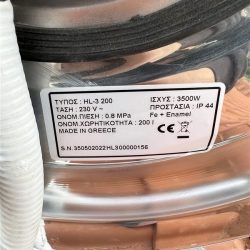 ΤΥΠΟΣ : HL-3 200
ΤΑΣΗ : 230 V ~
ΟΝΟΜ.ΠΙΕΣΗ : 0.8 MPa
ΟΝΟΜ.ΧΩΡΗΤΙΚΟΤΗΤΑ : 200 l
MADE IN GREECE
ΙΣΧΥΣ : 3500W
ΠΡΟΣΤΑΣΙΑ : IP 44
Fe + Enamel
CE
S.N.350502022HL300000156